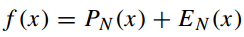 f(x) = P_N(x) + E_N(x)